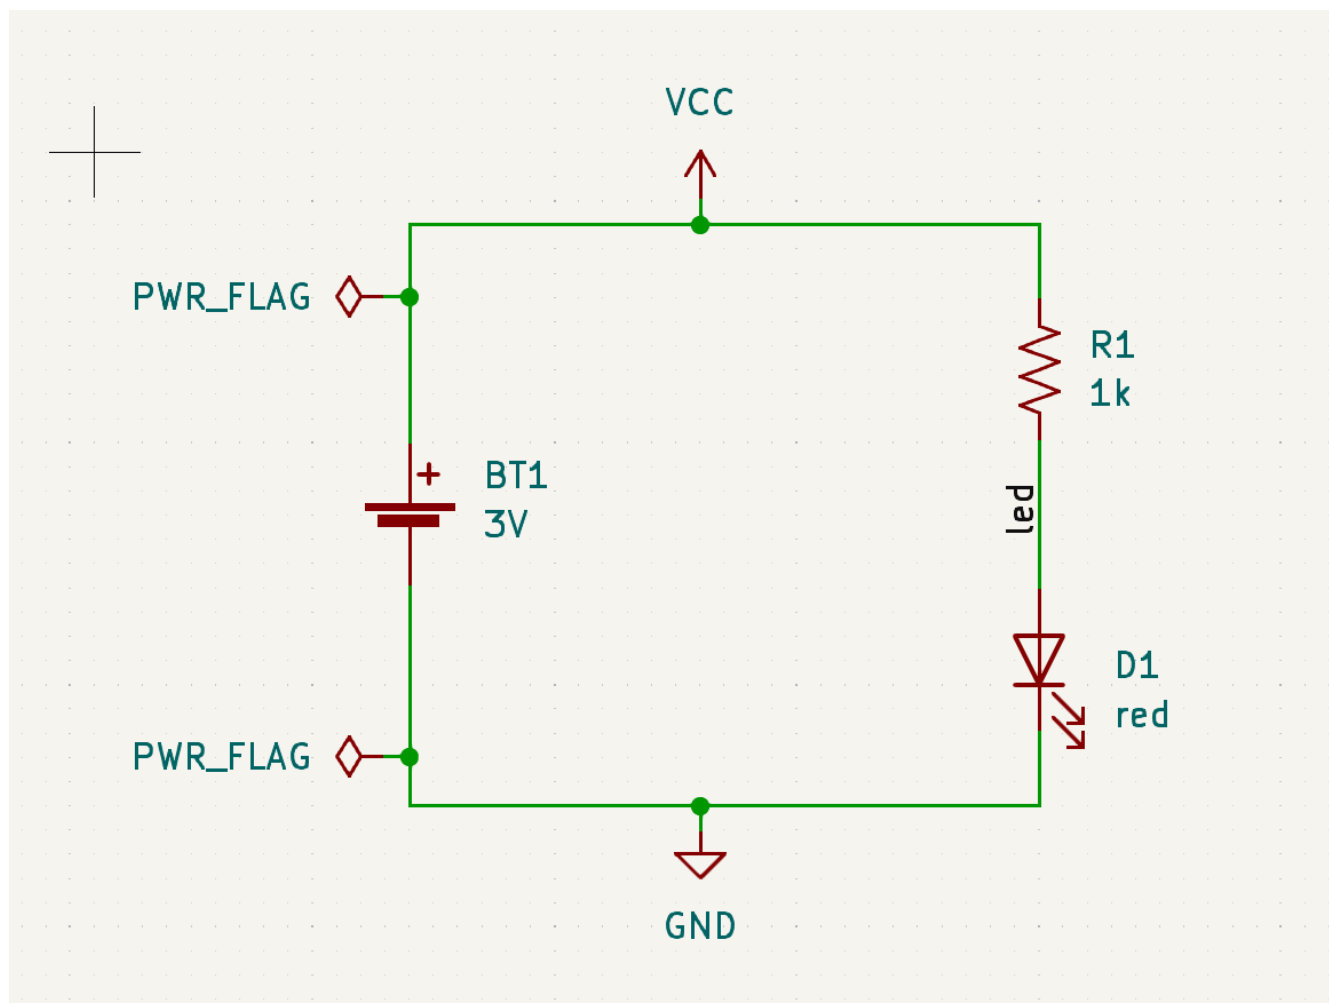 VCC
PWR_FLAG
R1
1k
BT1
3V
led
D1
red
PWR_FLAG
GND